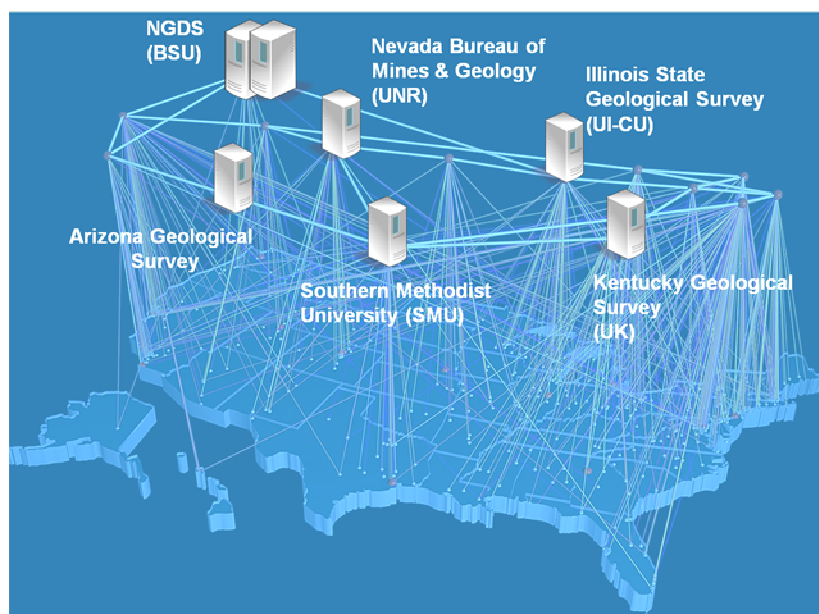 NGDS
(BSU)
Nevada Bureau of
Mines & Geology
(UNR)
Illinois State
Geological Survey
(UI-CU)
Arizona Geological
Survey
Southern Methodist
University (SMU)
Kentucky Geological
Survey
(UK)